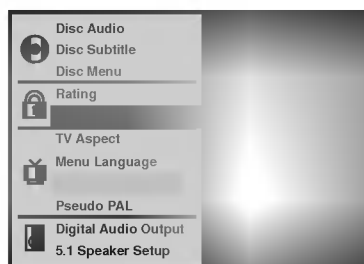 Disc Audio
Disc Subtitle
Disc Menu
Rating
TV Aspect
Menu Language
Pseudo PAL
Digital Audio Output
5.1 Speaker Setup